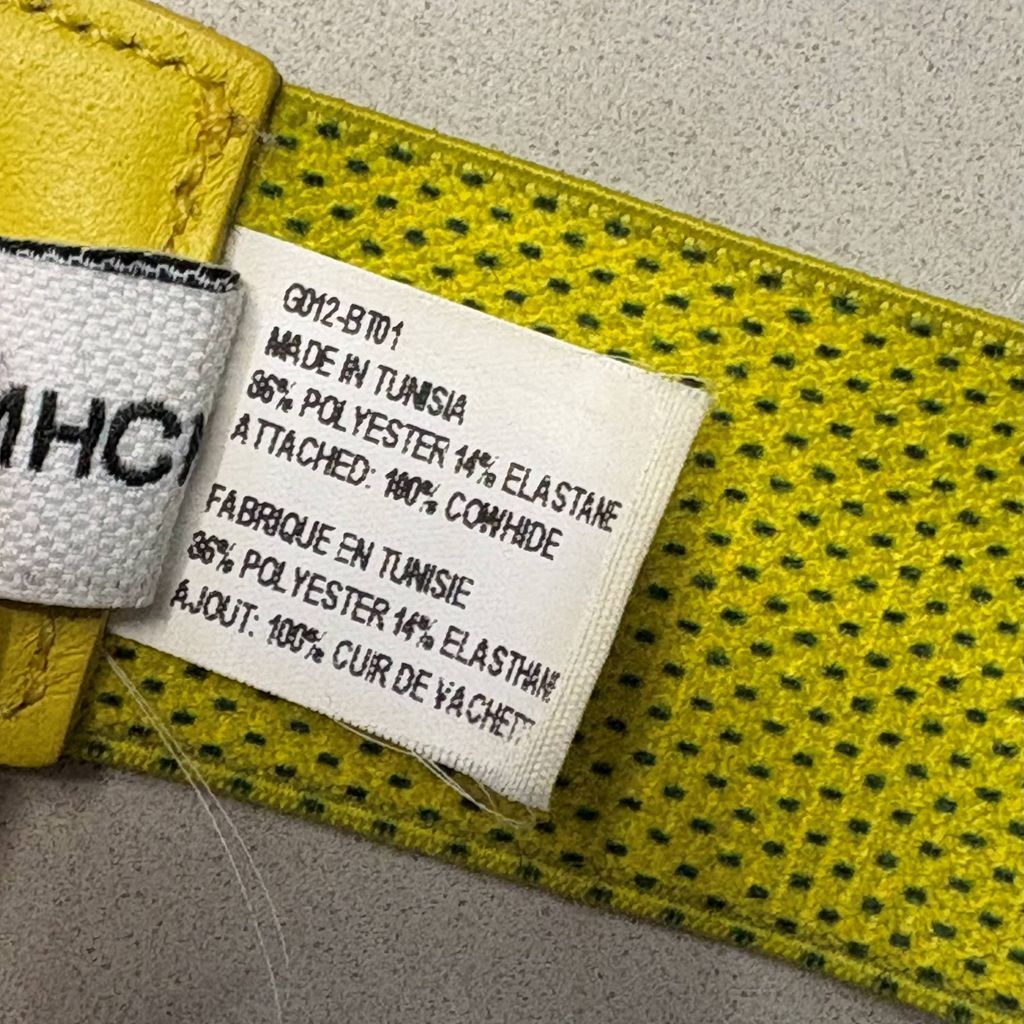 MHC
G012-BT01
MADE IN TUNISIA
86% POLYESTER 14% ELASTANE
ATTACHED: 100% COWHIDE
FABRIQUE EN TUNISIE
86% POLYESTER 14% ELASTHANE
AJOUT: 100% CUIR DE VACHETT